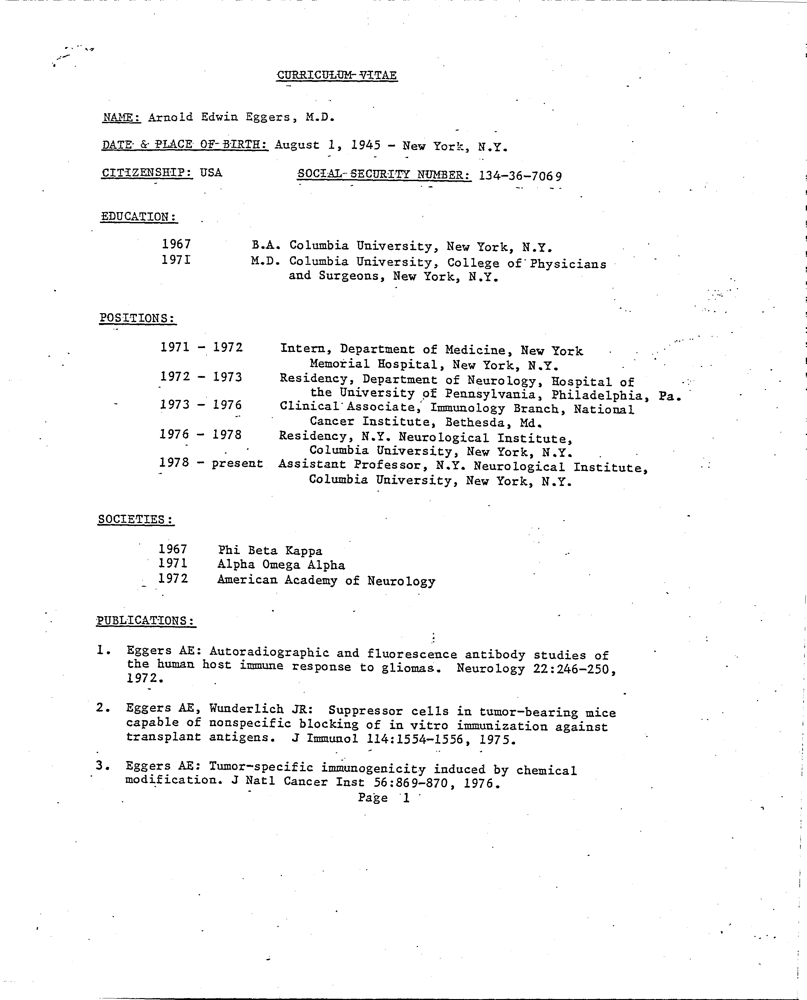 CURRICULUM VITAE
NAME: Arnold Edwin Eggers, M.D.
DATE & PLACE OF BIRTH: August 1, 1945 - New York, N.Y.
CITIZENSHIP: USA SOCIAL SECURITY NUMBER: 134-36-7069
EDUCATION:
1967 B.A. Columbia University, New York, N.Y.
1971 M.D. Columbia University, College of Physicians
and Surgeons, New York, N.Y.
POSITIONS:
1971 - 1972 Intern, Department of Medicine, New York
Memorial Hospital, New York, N.Y.
1972 - 1973 Residency, Department of Neurology, Hospital of
the University of Pennsylvania, Philadelphia, Pa.
1973 - 1976 Clinical Associate, Immunology Branch, National
Cancer Institute, Bethesda, Md.
1976 - 1978 Residency, N.Y. Neurological Institute,
Columbia University, New York, N.Y.
1978 - present Assistant Professor, N.Y. Neurological Institute,
Columbia University, New York, N.Y.
SOCIETIES:
1967 Phi Beta Kappa
1971 Alpha Omega Alpha
1972 American Academy of Neurology
PUBLICATIONS:
1. Eggers AE: Autoradiographic and fluorescence antibody studies of
the human host immune response to gliomas. Neurology 22:246-250,
1972.
2. Eggers AE, Wunderlich JR: Suppressor cells in tumor-bearing mice
capable of nonspecific blocking of in vitro immunization against
transplant antigens. J Immunol 114:1554-1556, 1975.
3. Eggers AE: Tumor-specific immunogenicity induced by chemical
modification. J Natl Cancer Inst 56:869-870, 1976.
Page 1